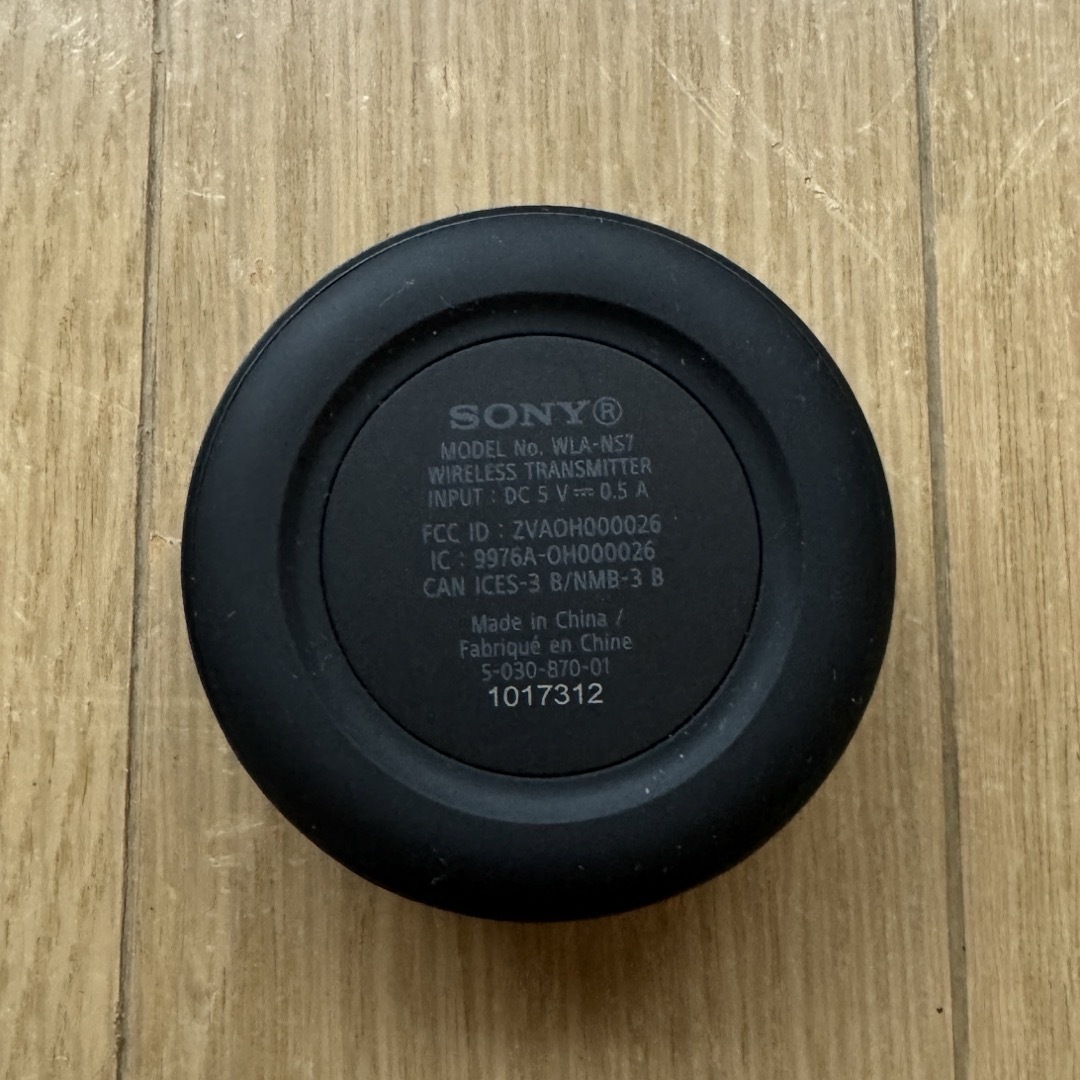 SONY®
MODEL No. WLA-NS7
WIRELESS TRANSMITTER
INPUT : DC 5 V⎓ 0.5 A
FCC ID : ZVAOH000026
IC : 9976A-OH000026
CAN ICES-3 B/NMB-3 B
Made in China /
Fabriqué en Chine
5-030-870-01
1017312